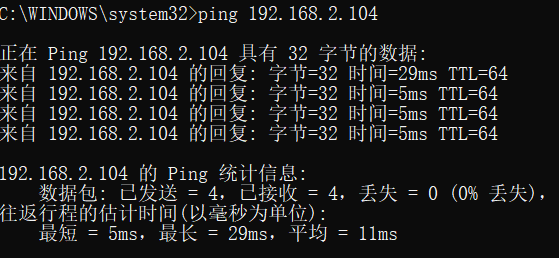 C:\WINDOWS\system32>ping 192.168.2.104
正在 Ping 192.168.2.104 具有 32 字节的数据:
来自 192.168.2.104 的回复: 字节=32 时间=29ms TTL=64
来自 192.168.2.104 的回复: 字节=32 时间=5ms TTL=64
来自 192.168.2.104 的回复: 字节=32 时间=5ms TTL=64
来自 192.168.2.104 的回复: 字节=32 时间=5ms TTL=64
192.168.2.104 的 Ping 统计信息:
数据包: 已发送 = 4，已接收 = 4，丢失 = 0 (0% 丢失)，
往返行程的估计时间(以毫秒为单位):
最短 = 5ms，最长 = 29ms，平均 = 11ms